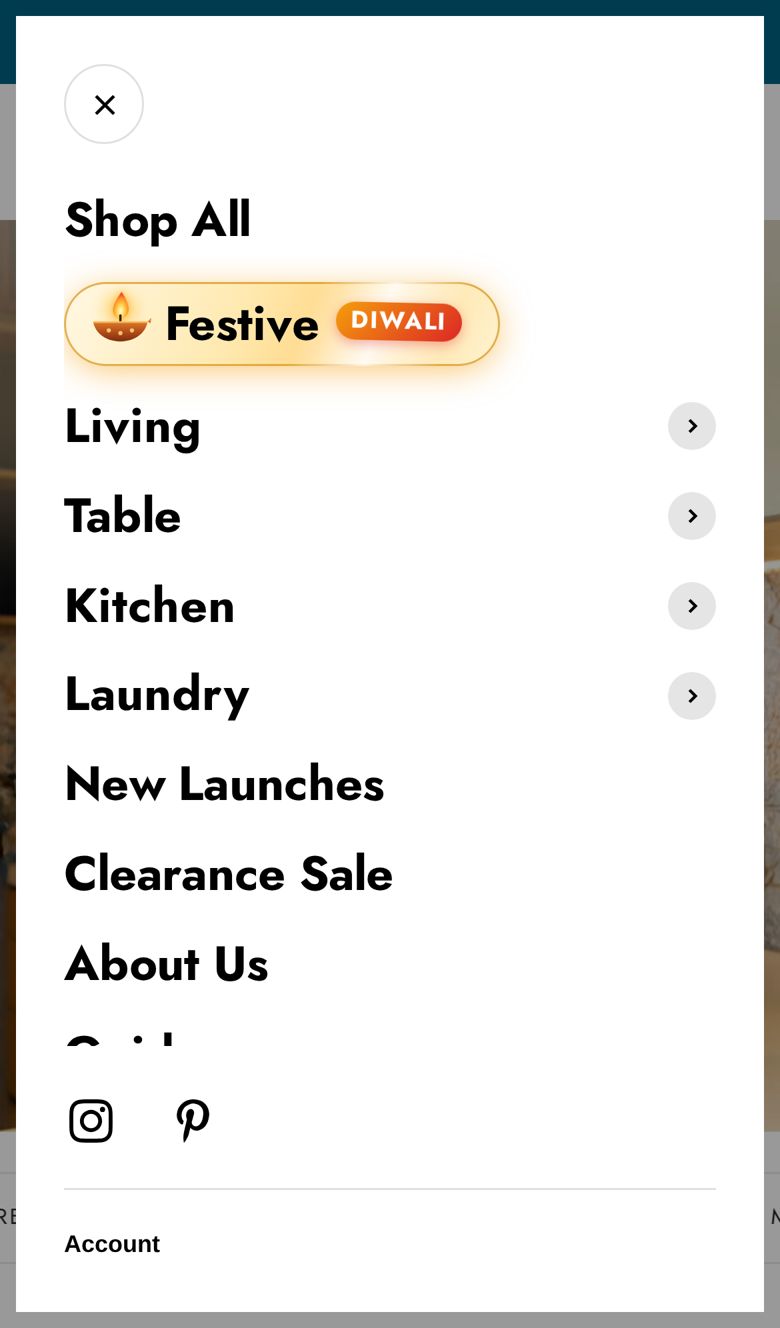 Shop All
Festive DIWALI
Living
Table
Kitchen
Laundry
New Launches
Clearance Sale
About Us
Account